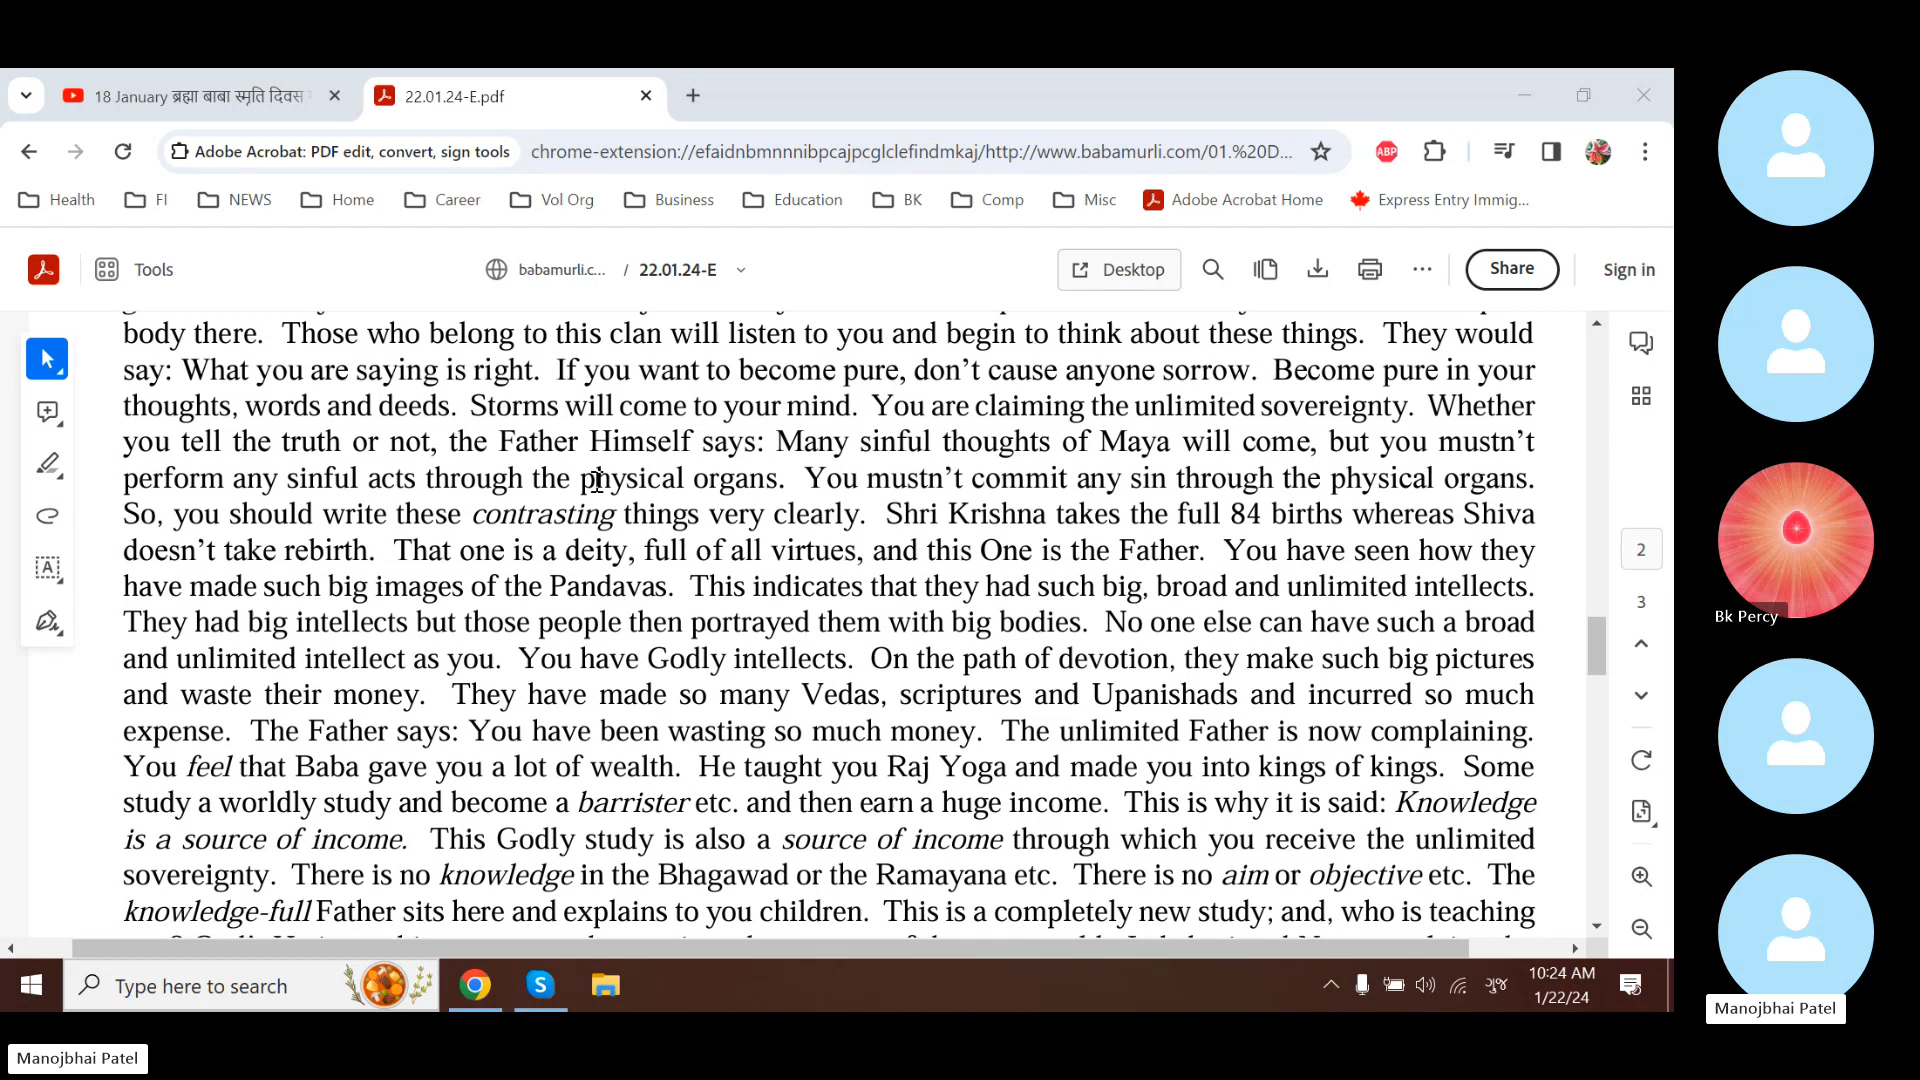 18 January ब्रह्मा बाबा स्मृति दिवस
22.01.24-E.pdf
Adobe Acrobat: PDF edit, convert, sign tools
chrome-extension://efaidnbmnnnibpcajpcglclefindmkaj/http://www.babamurli.com/01.%20D...
ABP
Health
FI
NEWS
Home
Career
Vol Org
Business
Education
BK
Comp
Misc
Adobe Acrobat Home
Express Entry Immig...
Tools
babamurli.c... / 22.01.24-E
Desktop
Share
Sign in
body there. Those who belong to this clan will listen to you and begin to think about these things. They would
say: What you are saying is right. If you want to become pure, don't cause anyone sorrow. Become pure in your
thoughts, words and deeds. Storms will come to your mind. You are claiming the unlimited sovereignty. Whether
you tell the truth or not, the Father Himself says: Many sinful thoughts of Maya will come, but you mustn't
perform any sinful acts through the physical organs. You mustn't commit any sin through the physical organs.
So, you should write these contrasting things very clearly. Shri Krishna takes the full 84 births whereas Shiva
doesn't take rebirth. That one is a deity, full of all virtues, and this One is the Father. You have seen how they
have made such big images of the Pandavas. This indicates that they had such big, broad and unlimited intellects.
They had big intellects but those people then portrayed them with big bodies. No one else can have such a broad
and unlimited intellect as you. You have Godly intellects. On the path of devotion, they make such big pictures
and waste their money. They have made so many Vedas, scriptures and Upanishads and incurred so much
expense. The Father says: You have been wasting so much money. The unlimited Father is now complaining.
You feel that Baba gave you a lot of wealth. He taught you Raj Yoga and made you into kings of kings. Some
study a worldly study and become a barrister etc. and then earn a huge income. This is why it is said: Knowledge
is a source of income. This Godly study is also a source of income through which you receive the unlimited
sovereignty. There is no knowledge in the Bhagawad or the Ramayana etc. There is no aim or objective etc. The
knowledge-full Father sits here and explains to you children. This is a completely new study; and, who is teaching
2
3
Type here to search
ગુજ
10:24 AM
1/22/24
Bk Percy
Manojbhai Patel
Manojbhai Patel